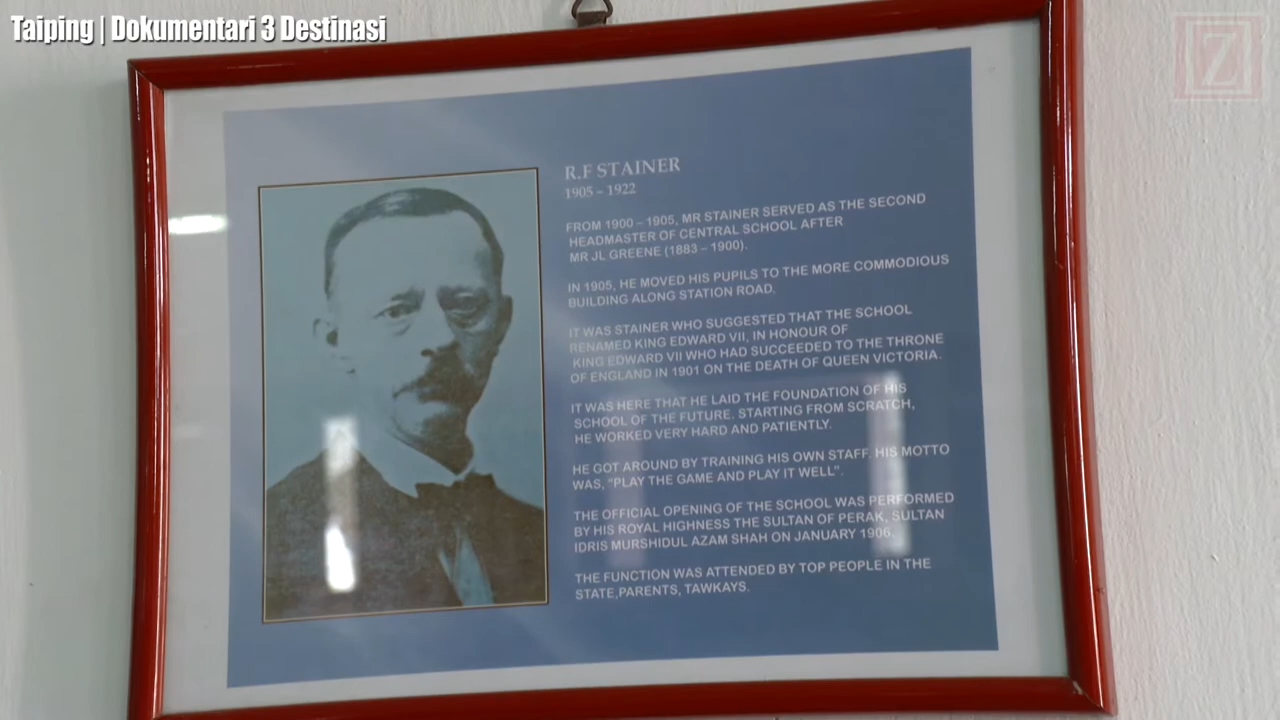 Taiping | Dokumentari 3 Destinasi
Z
R.F STAINER
1905 – 1922
FROM 1900 – 1905, MR STAINER SERVED AS THE SECOND
HEADMASTER OF CENTRAL SCHOOL AFTER
MR JL GREENE (1883 – 1900).
IN 1905, HE MOVED HIS PUPILS TO THE MORE COMMODIOUS
BUILDING ALONG STATION ROAD.
IT WAS STAINER WHO SUGGESTED THAT THE SCHOOL
RENAMED KING EDWARD VII, IN HONOUR OF
KING EDWARD VII WHO HAD SUCCEEDED TO THE THRONE
OF ENGLAND IN 1901 ON THE DEATH OF QUEEN VICTORIA.
IT WAS HERE THAT HE LAID THE FOUNDATION OF HIS
SCHOOL OF THE FUTURE. STARTING FROM SCRATCH,
HE WORKED VERY HARD AND PATIENTLY.
HE GOT AROUND BY TRAINING HIS OWN STAFF. HIS MOTTO
WAS, "PLAY THE GAME AND PLAY IT WELL".
THE OFFICIAL OPENING OF THE SCHOOL WAS PERFORMED
BY HIS ROYAL HIGHNESS THE SULTAN OF PERAK, SULTAN
IDRIS MURSHIDUL AZAM SHAH ON JANUARY 1906.
THE FUNCTION WAS ATTENDED BY TOP PEOPLE IN THE
STATE,PARENTS, TAWKAYS.